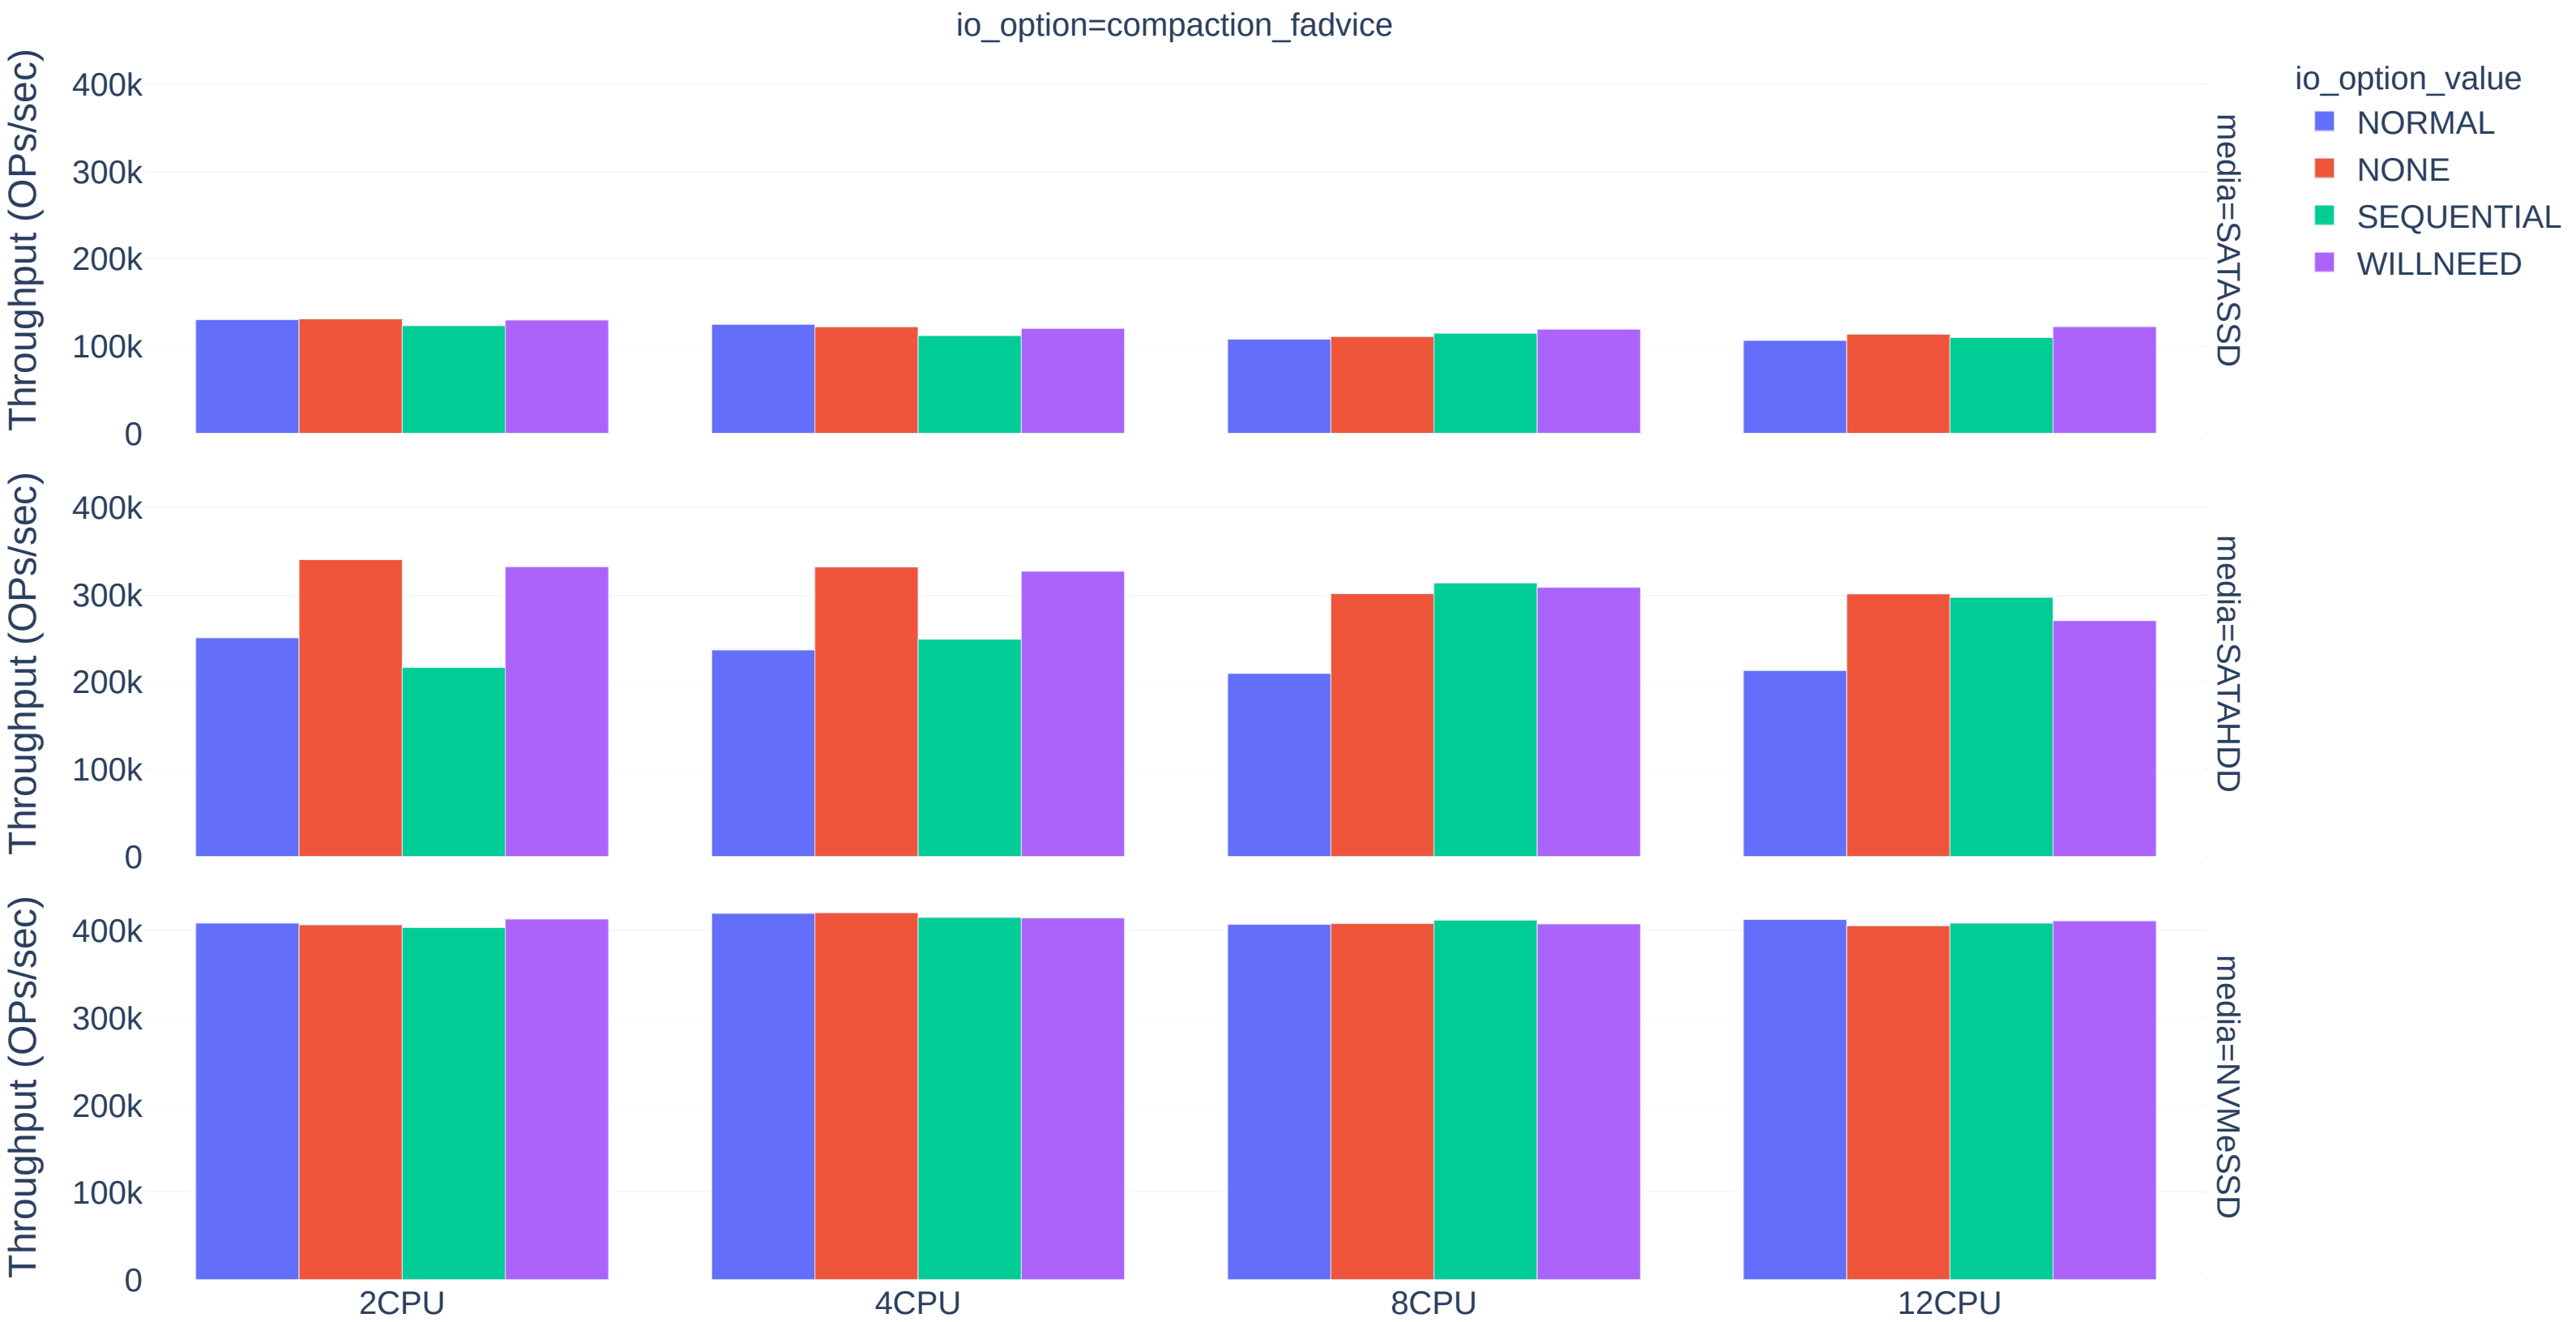 io_option=compaction_fadvice
Throughput (OPs/sec)
400k
300k
200k
100k
0
media=SATASSD
Throughput (OPs/sec)
400k
300k
200k
100k
0
media=SATAHDD
Throughput (OPs/sec)
400k
300k
200k
100k
0
media=NVMeSSD
2CPU
4CPU
8CPU
12CPU
io_option_value
NORMAL
NONE
SEQUENTIAL
WILLNEED